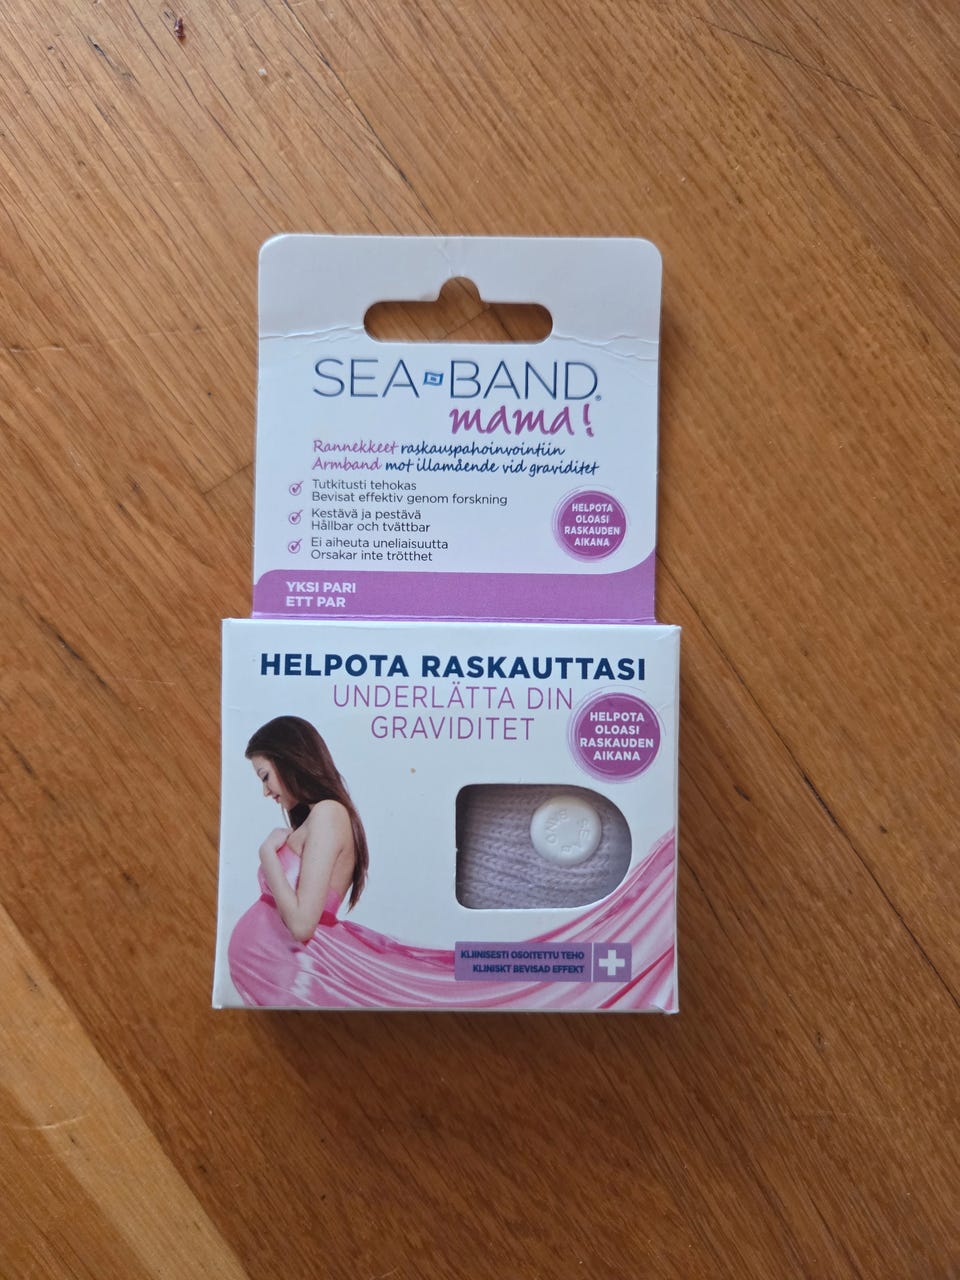 SEA BAND®
mama!
Rannekkeet raskauspahoinvointiin
Armband mot illamående vid graviditet
Tutkitusti tehokas
Bevisat effektiv genom forskning
Kestävä ja pestävä
Hållbar och tvättbar
Ei aiheuta uneliaisuutta
Orsakar inte trötthet
HELPOTA
OLOASI
RASKAUDEN
AIKANA
YKSI PARI
ETT PAR
HELPOTA RASKAUTTASI
UNDERLÄTTA DIN
GRAVIDITET
HELPOTA
OLOASI
RASKAUDEN
AIKANA
SEA BAND
KLIINISESTI OSOITETTU TEHO
KLINISKT BEVISAD EFFEKT